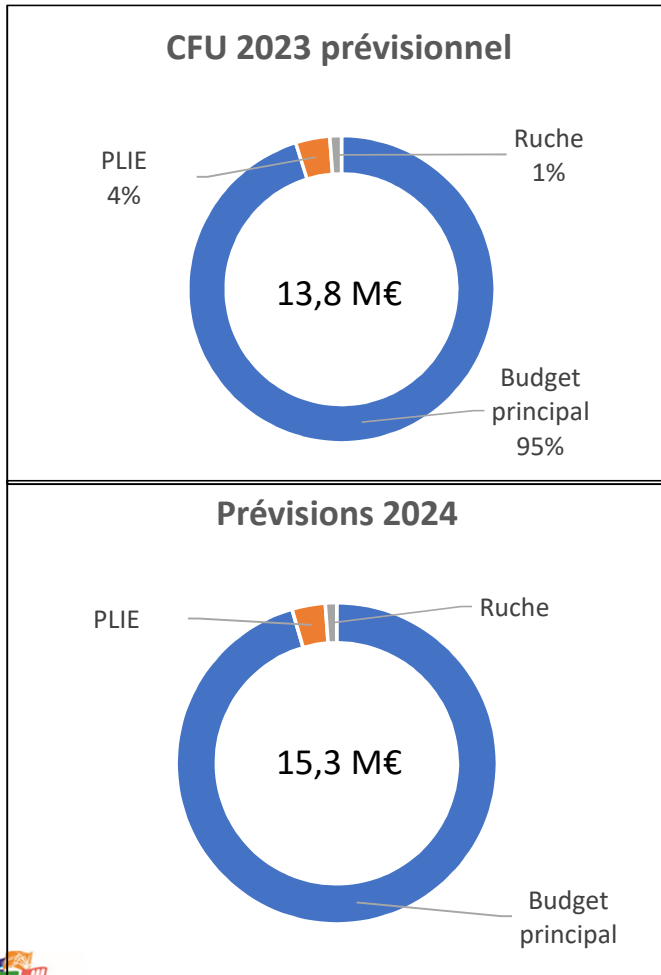 CFU 2023 prévisionnel
PLIE
4%
Ruche
1%
13,8 M€
Budget
principal
95%
Prévisions 2024
PLIE
Ruche
15,3 M€
Budget
principal